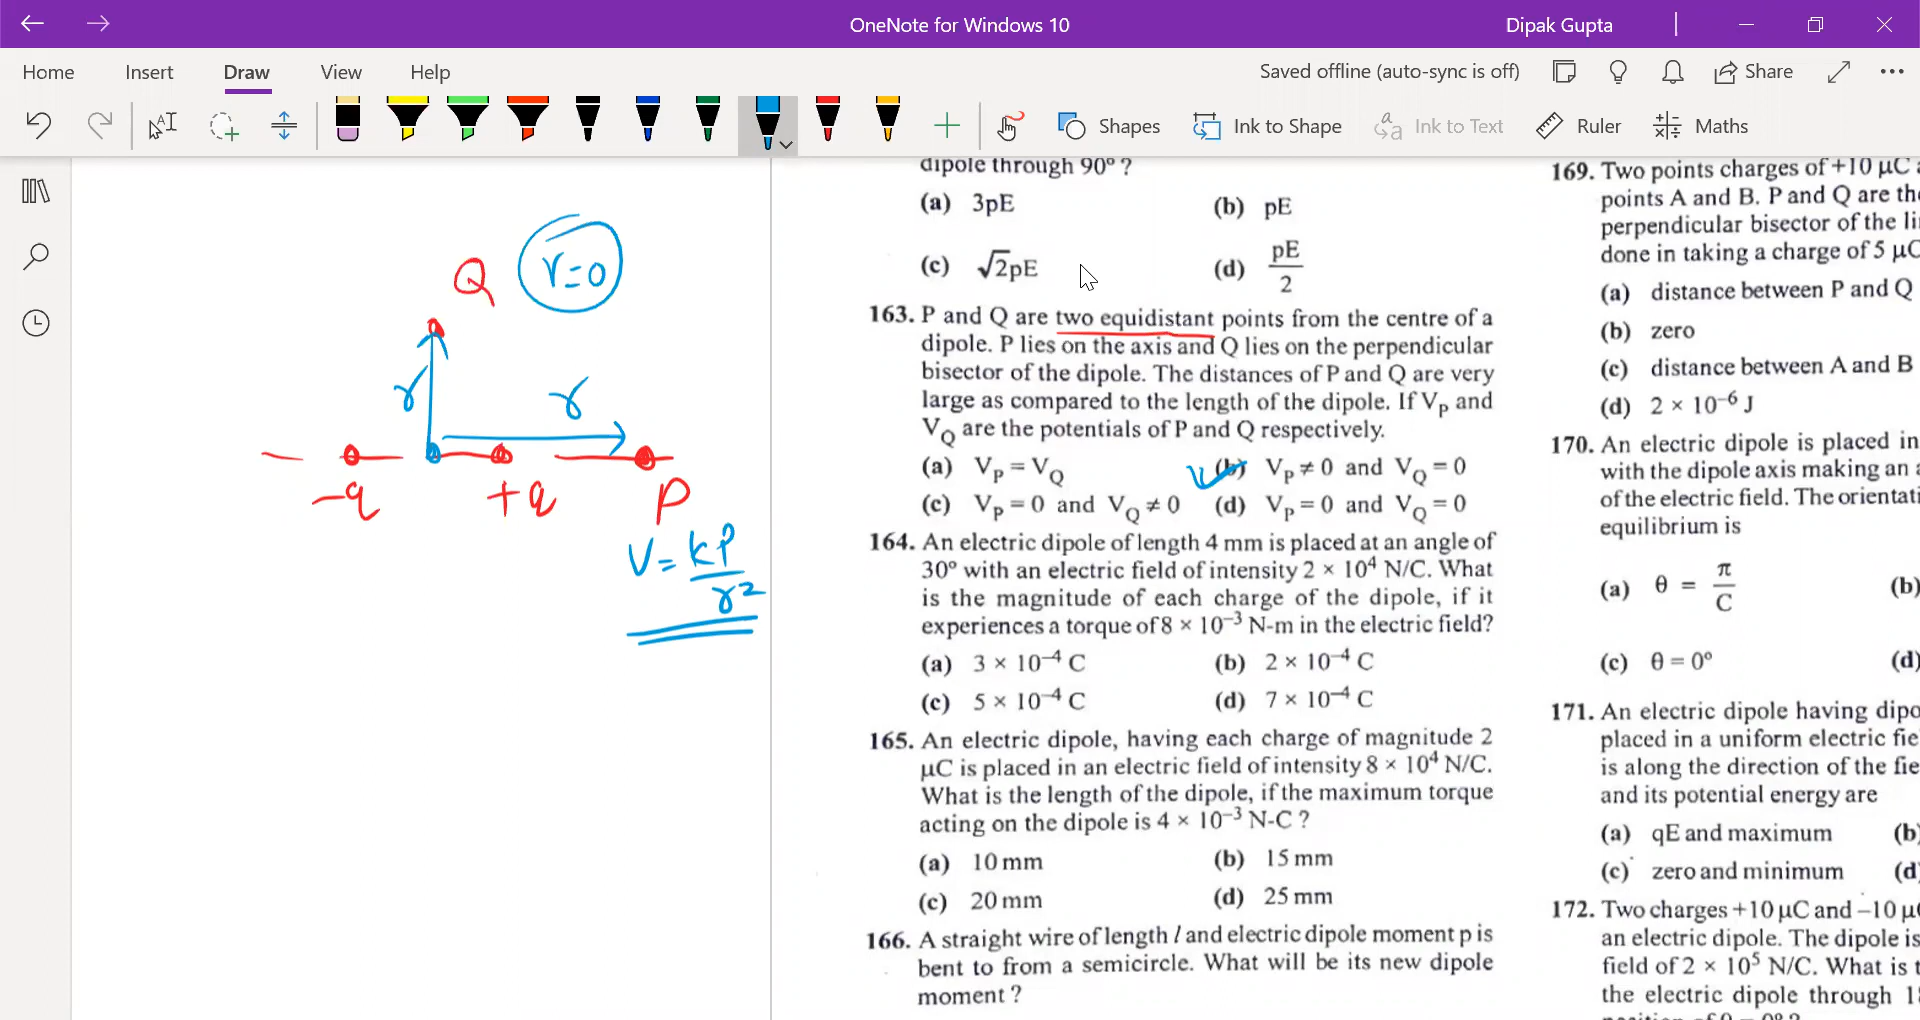 OneNote for Windows 10
Dipak Gupta
Home Insert Draw View Help
Saved offline (auto-sync is off)
Share
Shapes
Ink to Shape
Ink to Text
Ruler
Maths
Q
r=0
r
r
-q
+q
P
V = kP
r²
dipole through 90° ?
(a) 3pE
(b) pE
(c) √2pE
(d) pE/2
163. P and Q are two equidistant points from the centre of a
dipole. P lies on the axis and Q lies on the perpendicular
bisector of the dipole. The distances of P and Q are very
large as compared to the length of the dipole. If V_P and
V_Q are the potentials of P and Q respectively.
(a) V_P = V_Q
(b) V_P ≠ 0 and V_Q = 0
(c) V_P = 0 and V_Q ≠ 0
(d) V_P = 0 and V_Q = 0
164. An electric dipole of length 4 mm is placed at an angle of
30° with an electric field of intensity 2 × 10⁴ N/C. What
is the magnitude of each charge of the dipole, if it
experiences a torque of 8 × 10⁻³ N-m in the electric field?
(a) 3 × 10⁻⁴ C
(b) 2 × 10⁻⁴ C
(c) 5 × 10⁻⁴ C
(d) 7 × 10⁻⁴ C
165. An electric dipole, having each charge of magnitude 2
μC is placed in an electric field of intensity 8 × 10⁴ N/C.
What is the length of the dipole, if the maximum torque
acting on the dipole is 4 × 10⁻³ N-C ?
(a) 10 mm
(b) 15 mm
(c) 20 mm
(d) 25 mm
166. A straight wire of length l and electric dipole moment p is
bent to from a semicircle. What will be its new dipole
moment ?
169. Two points charges of +10 μC
points A and B. P and Q are the
perpendicular bisector of the li
done in taking a charge of 5 μC
(a) distance between P and Q
(b) zero
(c) distance between A and B
(d) 2 × 10⁻⁶ J
170. An electric dipole is placed in
with the dipole axis making an
of the electric field. The orientati
equilibrium is
(a) θ = π/C
(b)
(c) θ = 0°
(d)
171. An electric dipole having dipo
placed in a uniform electric fie
is along the direction of the fie
and its potential energy are
(a) qE and maximum
(b)
(c) zero and minimum
(d)
172. Two charges +10 μC and –10 μ
an electric dipole. The dipole is
field of 2 × 10⁵ N/C. What is t
the electric dipole through 1